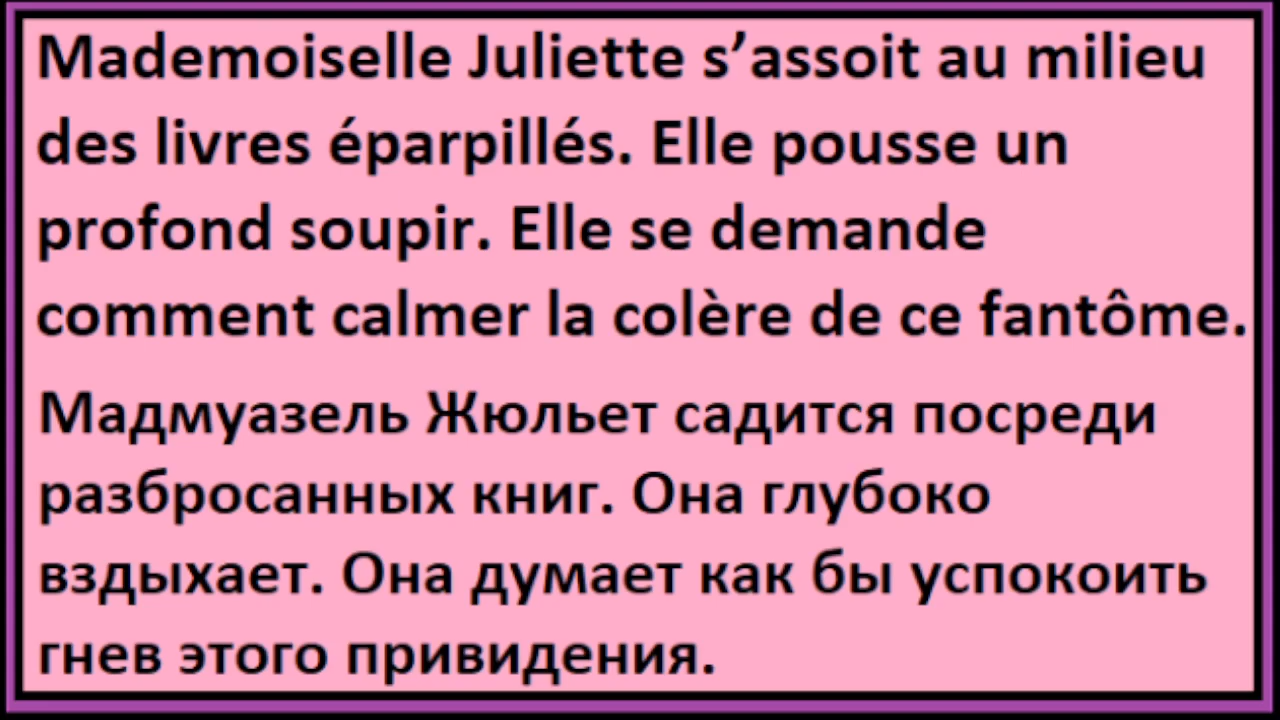 Mademoiselle Juliette s’assoit au milieu
des livres éparpillés. Elle pousse un
profond soupir. Elle se demande
comment calmer la colère de ce fantôme.
Мадмуазель Жюльет садится посреди
разбросанных книг. Она глубоко
вздыхает. Она думает как бы успокоить
гнев этого привидения.